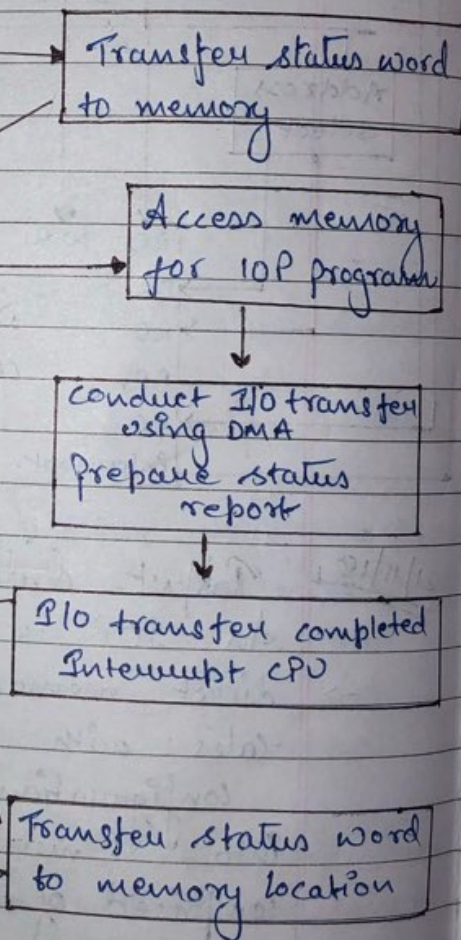 Transfer status word
to memory
Access memory
for IOP program
Conduct I/O transfer
using DMA
Prepare status
report
I/O transfer completed
Interrupt CPU
Transfer status word
to memory location